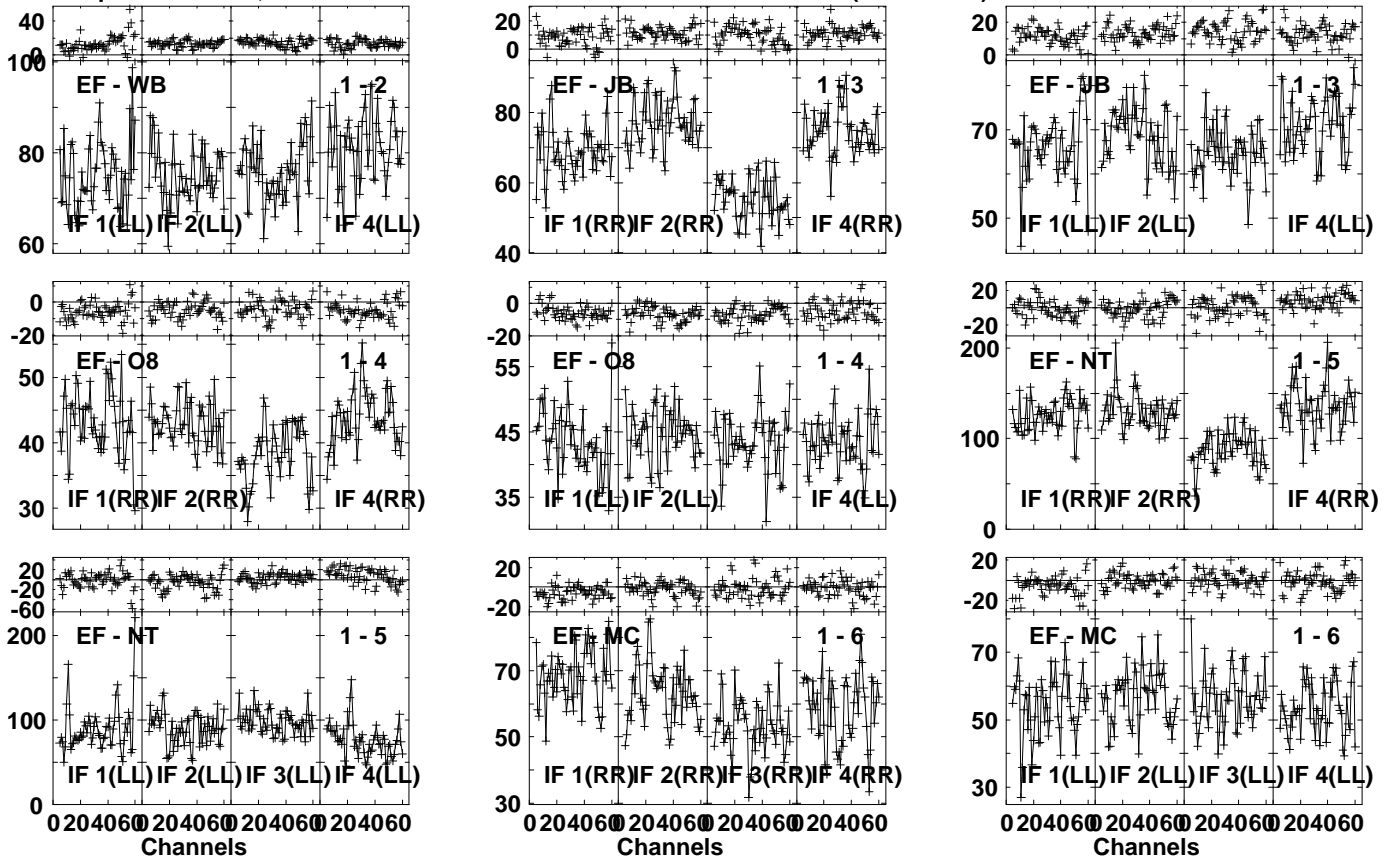 40
0
100
EF - WB
1 - 2
80
60
IF 1(LL)
IF 2(LL)
IF 4(LL)
20
0
EF - JB
1 - 3
80
60
40
IF 1(RR)
IF 2(RR)
IF 4(RR)
20
0
EF - JB
1 - 3
70
50
IF 1(LL)
IF 2(LL)
IF 4(LL)
0
-20
EF - O8
1 - 4
50
40
30
IF 1(RR)
IF 2(RR)
IF 4(RR)
0
-20
EF - O8
1 - 4
55
45
35
IF 1(LL)
IF 2(LL)
IF 4(LL)
20
-20
EF - NT
1 - 5
200
100
0
IF 1(RR)
IF 2(RR)
IF 4(RR)
20
-20
-60
EF - NT
1 - 5
200
100
0
IF 1(LL)
IF 2(LL)
IF 3(LL)
IF 4(LL)
0 204060 0 204060 0 204060 0 204060
Channels
20
-20
EF - MC
1 - 6
70
50
30
IF 1(RR)
IF 2(RR)
IF 3(RR)
IF 4(RR)
0 204060 0 204060 0 204060 0 204060
Channels
20
-20
EF - MC
1 - 6
70
50
30
IF 1(LL)
IF 2(LL)
IF 3(LL)
IF 4(LL)
0 204060 0 204060 0 204060 0 204060
Channels